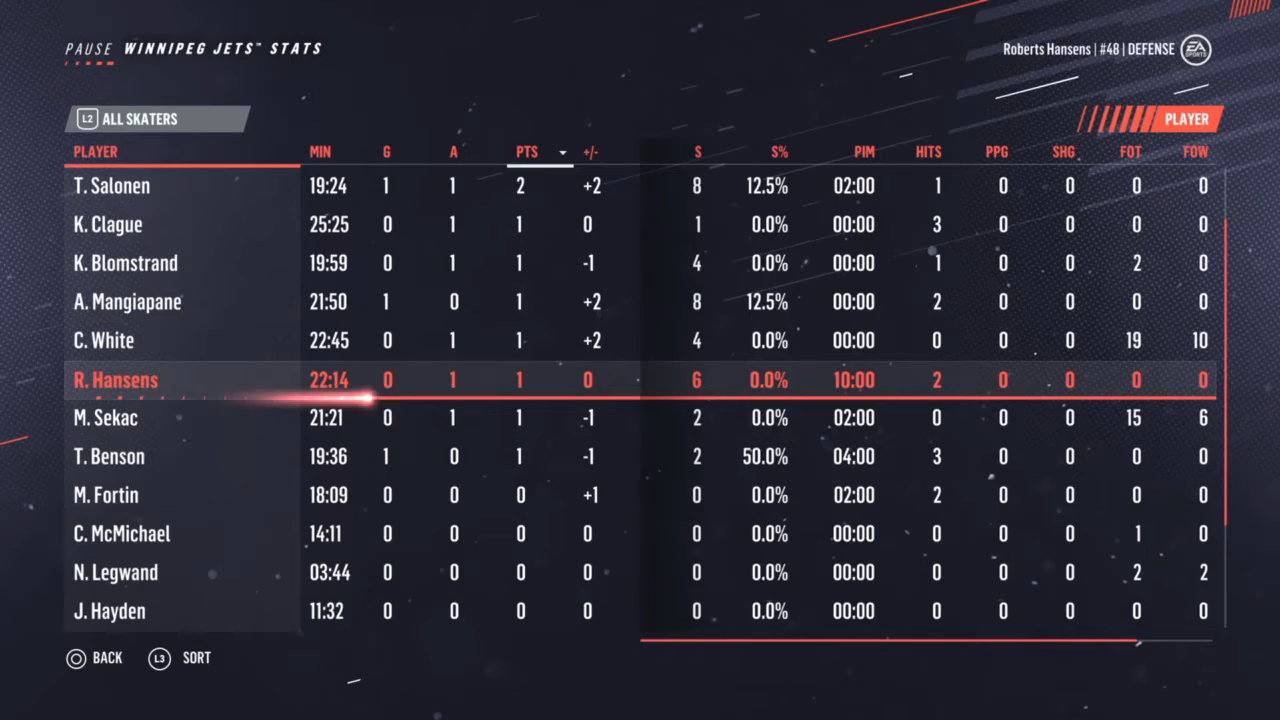 PAUSE WINNIPEG JETS™ STATS
Roberts Hansens | #48 | DEFENSE EA SPORTS
L2 ALL SKATERS
PLAYER
PLAYER MIN G A PTS +/- S S% PIM HITS PPG SHG FOT FOW
T. Salonen 19:24 1 1 2 +2 8 12.5% 02:00 1 0 0 0 0
K. Clague 25:25 0 1 1 0 1 0.0% 00:00 3 0 0 0 0
K. Blomstrand 19:59 0 1 1 -1 4 0.0% 00:00 1 0 0 2 0
A. Mangiapane 21:50 1 0 1 +2 8 12.5% 00:00 2 0 0 0 0
C. White 22:45 0 1 1 +2 4 0.0% 00:00 0 0 0 19 10
R. Hansens 22:14 0 1 1 0 6 0.0% 10:00 2 0 0 0 0
M. Sekac 21:21 0 1 1 -1 2 0.0% 02:00 0 0 0 15 6
T. Benson 19:36 1 0 1 -1 2 50.0% 04:00 3 0 0 0 0
M. Fortin 18:09 0 0 0 +1 0 0.0% 02:00 2 0 0 0 0
C. McMichael 14:11 0 0 0 0 0 0.0% 00:00 0 0 0 1 0
N. Legwand 03:44 0 0 0 0 0 0.0% 00:00 0 0 0 2 2
J. Hayden 11:32 0 0 0 0 0 0.0% 00:00 0 0 0 0 0
BACK L3 SORT